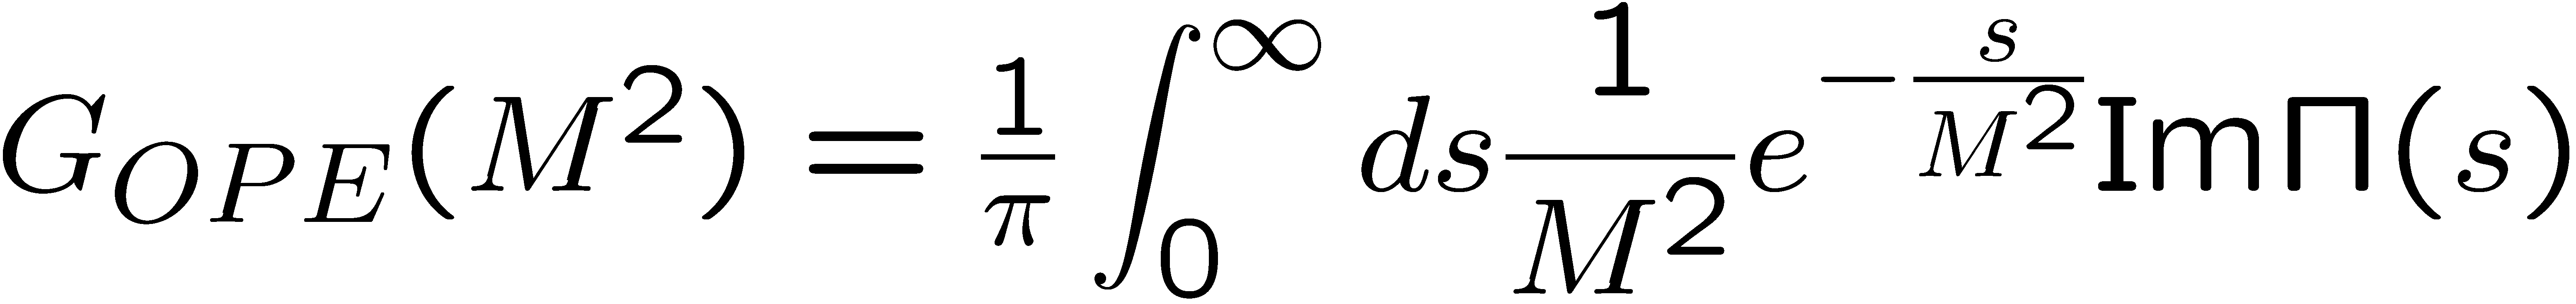 $G_{OPE}(M^2) = \frac{1}{\pi} \int_0^\infty ds \frac{1}{M^2} e^{-\frac{s}{M^2}} \mathrm{Im}\Pi(s)$